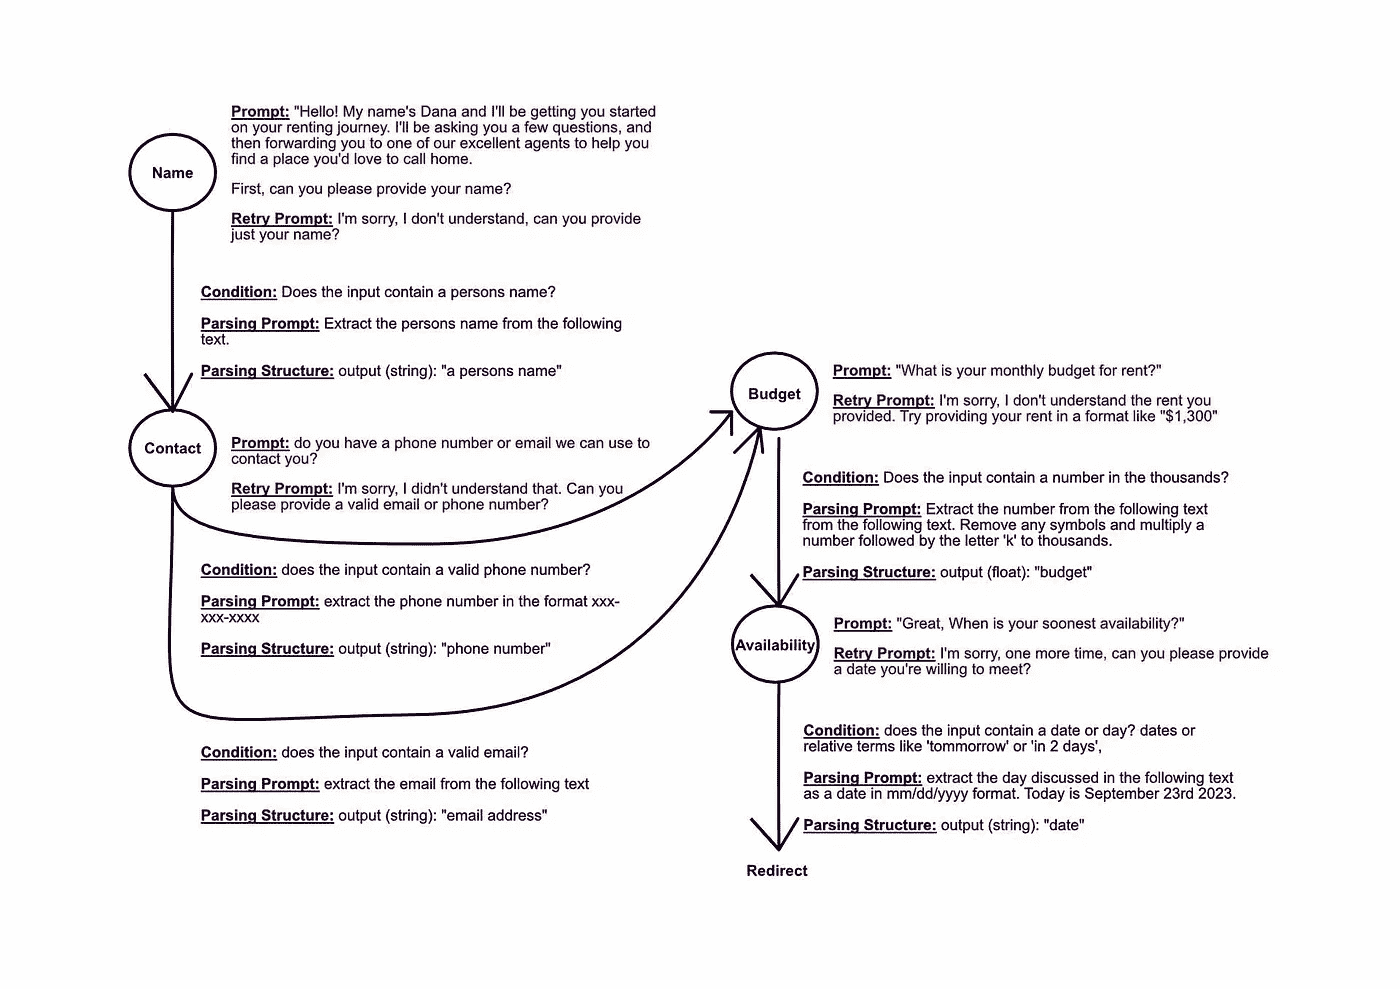 Name
Prompt: "Hello! My name's Dana and I'll be getting you started
on your renting journey. I'll be asking you a few questions, and
then forwarding you to one of our excellent agents to help you
find a place you'd love to call home.
First, can you please provide your name?
Retry Prompt: I'm sorry, I don't understand, can you provide
just your name?
Condition: Does the input contain a persons name?
Parsing Prompt: Extract the persons name from the following
text.
Parsing Structure: output (string): "a persons name"
Contact
Prompt: do you have a phone number or email we can use to
contact you?
Retry Prompt: I'm sorry, I didn't understand that. Can you
please provide a valid email or phone number?
Condition: does the input contain a valid phone number?
Parsing Prompt: extract the phone number in the format xxx-
xxx-xxxx
Parsing Structure: output (string): "phone number"
Condition: does the input contain a valid email?
Parsing Prompt: extract the email from the following text
Parsing Structure: output (string): "email address"
Budget
Prompt: "What is your monthly budget for rent?"
Retry Prompt: I'm sorry, I don't understand the rent you
provided. Try providing your rent in a format like "$1,300"
Condition: Does the input contain a number in the thousands?
Parsing Prompt: Extract the number from the following text
from the following text. Remove any symbols and multiply a
number followed by the letter 'k' to thousands.
Parsing Structure: output (float): "budget"
Availability
Prompt: "Great, When is your soonest availability?"
Retry Prompt: I'm sorry, one more time, can you please provide
a date you're willing to meet?
Condition: does the input contain a date or day? dates or
relative terms like 'tommorrow' or 'in 2 days',
Parsing Prompt: extract the day discussed in the following text
as a date in mm/dd/yyyy format. Today is September 23rd 2023.
Parsing Structure: output (string): "date"
Redirect